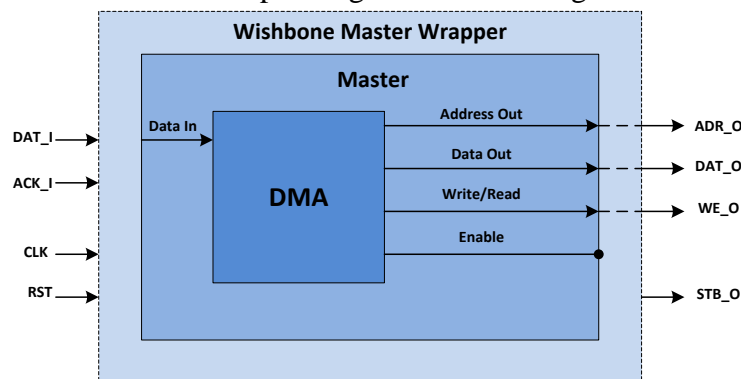 Wishbone Master Wrapper
Master
DAT_I
Data In
Address Out
ADR_O
ACK_I
Data Out
DAT_O
DMA
Write/Read
WE_O
CLK
Enable
RST
STB_O